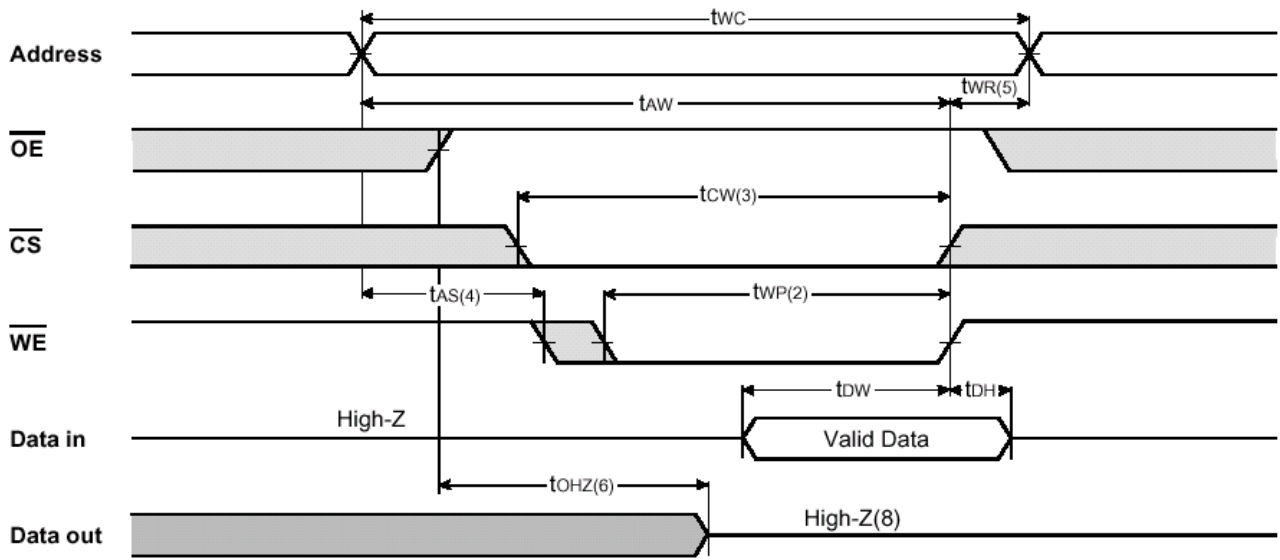 tWC
Address
tWR(5)
tAW
OE
tCW(3)
CS
tAS(4)
tWP(2)
WE
tDW
tDH
High-Z
Data in
Valid Data
tOHZ(6)
High-Z(8)
Data out